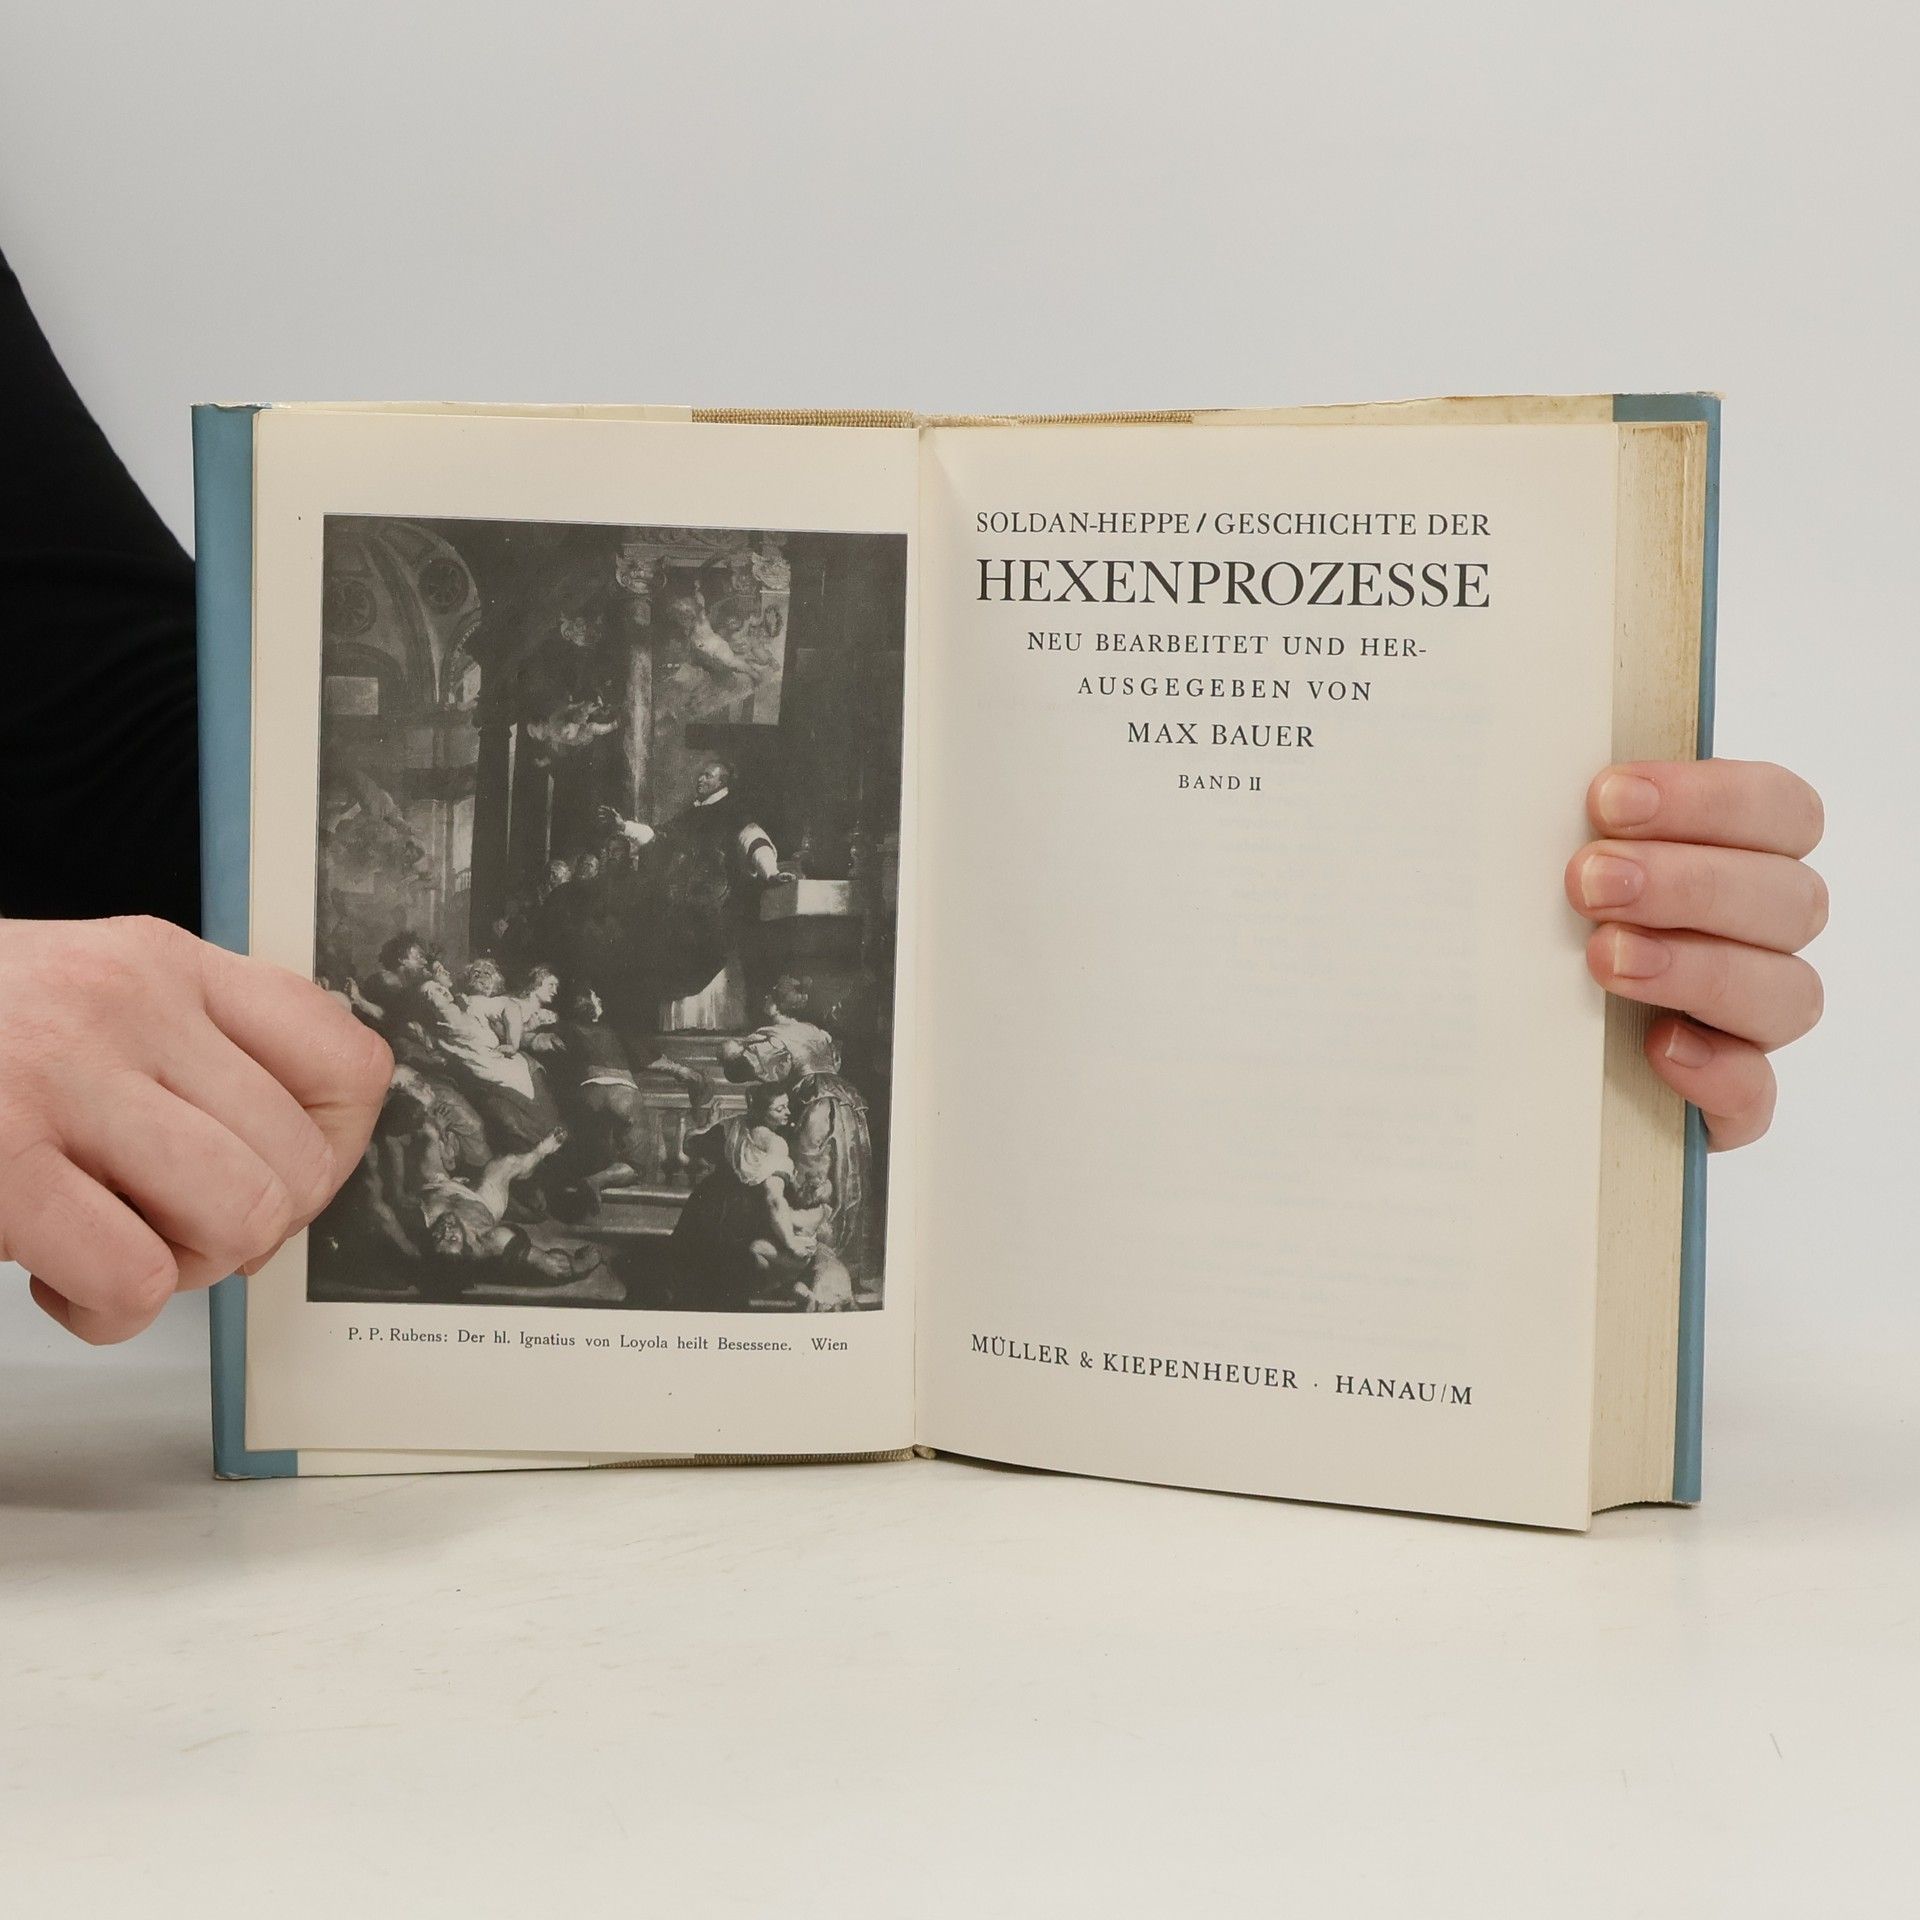 P. P. Rubens: Der hl. Ignatius von Loyola heilt Besessene. Wien
SOLDAN-HEPPE / GESCHICHTE DER
HEXENPROZESSE
NEU BEARBEITET UND HER-
AUSGEGEBEN VON
MAX BAUER
BAND II
MÜLLER & KIEPENHEUER · HANAU/M